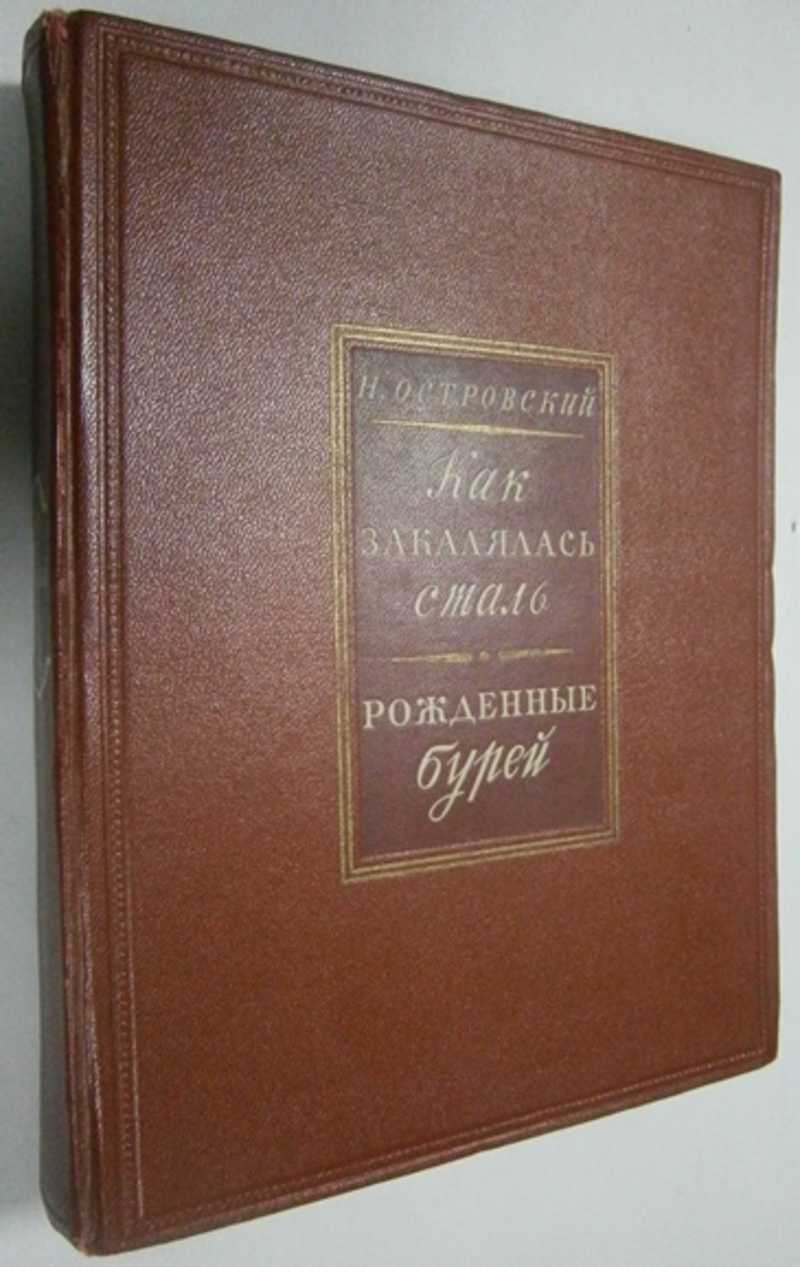 Н. ОСТРОВСКИЙ
Как
ЗАКАЛЯЛАСЬ
сталь
РОЖДЕННЫЕ
бурей